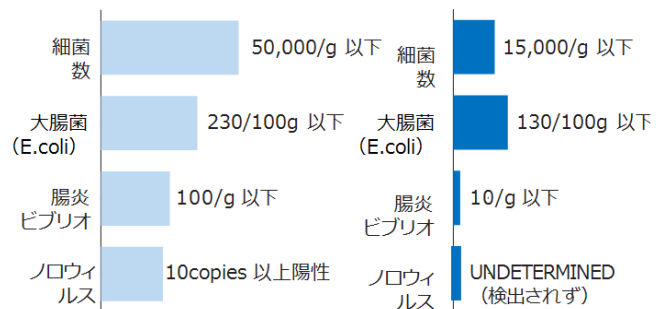 細菌
数
50,000/g 以下
大腸菌
（E.coli）
230/100g 以下
腸炎
ビブリオ
100/g 以下
ノロウィ
ルス
10copies 以上陽性
細菌
数
15,000/g 以下
大腸菌
（E.coli）
130/100g 以下
腸炎
ビブリオ
10/g 以下
ノロウィ
ルス
UNDETERMINED
（検出されず）